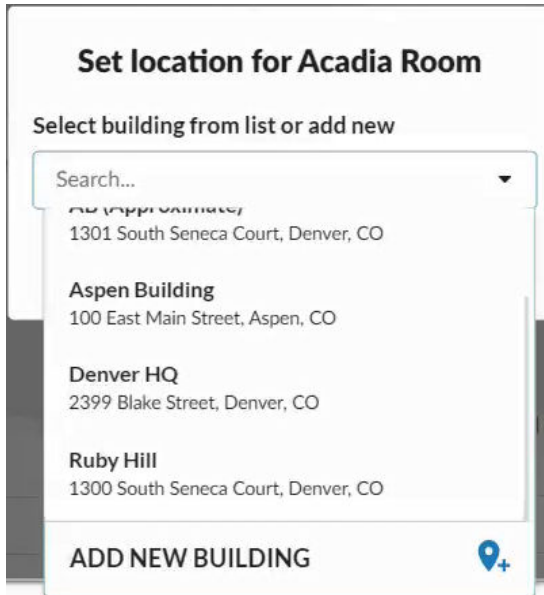 Set location for Acadia Room
Select building from list or add new
Search...
AB (Approximate)
1301 South Seneca Court, Denver, CO
Aspen Building
100 East Main Street, Aspen, CO
Denver HQ
2399 Blake Street, Denver, CO
Ruby Hill
1300 South Seneca Court, Denver, CO
ADD NEW BUILDING